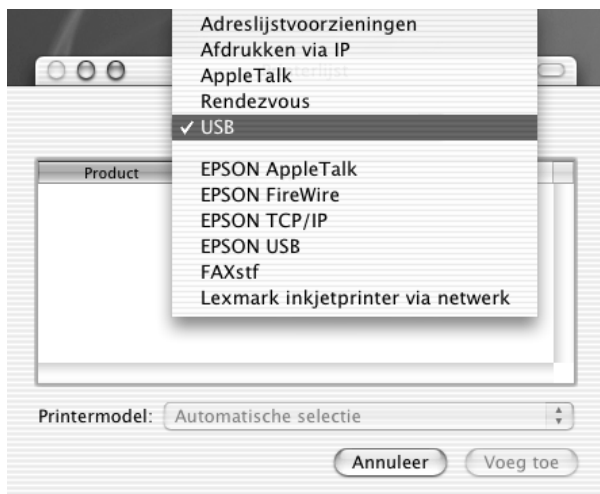 Adreslijstvoorzieningen
Afdrukken via IP
AppleTalk
Rendezvous
✓ USB
EPSON AppleTalk
EPSON FireWire
EPSON TCP/IP
EPSON USB
FAXstf
Lexmark inkjetprinter via netwerk
Product
Printermodel: Automatische selectie
Annuleer Voeg toe